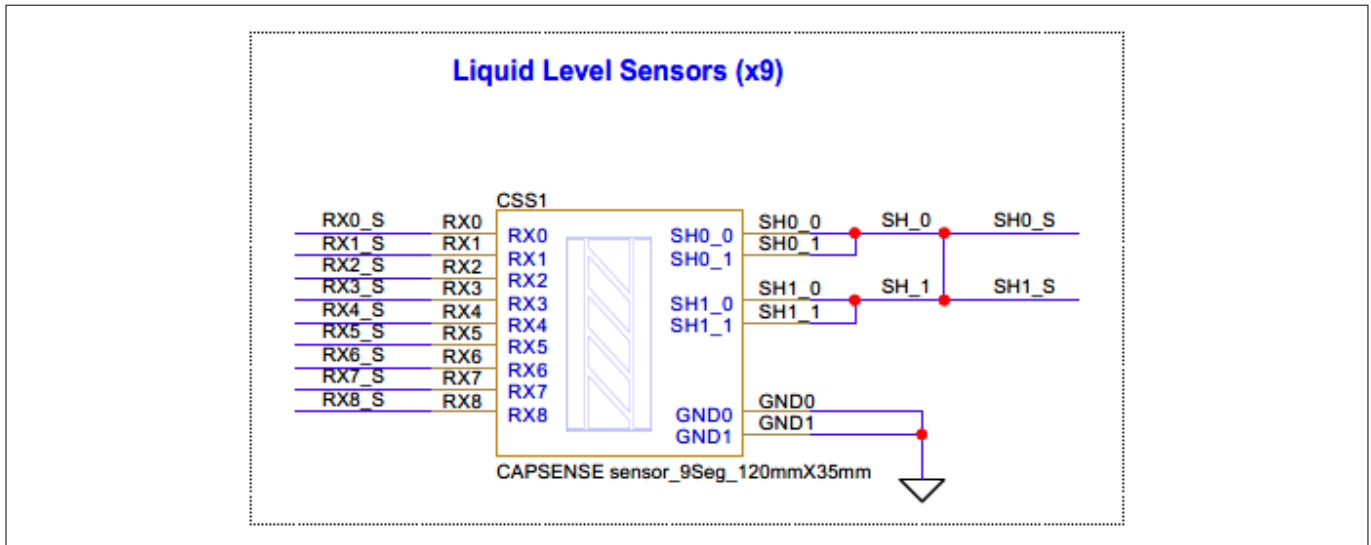 Liquid Level Sensors (x9)
CSS1
RX0_S RX0 RX0 SH0_0 SH0_0 SH_0 SH0_S
RX1_S RX1 RX1 SH0_1 SH0_1
RX2_S RX2 RX2
RX3_S RX3 RX3 SH1_0 SH1_0 SH_1 SH1_S
RX4_S RX4 RX4 SH1_1 SH1_1
RX5_S RX5 RX5
RX6_S RX6 RX6
RX7_S RX7 RX7
RX8_S RX8 RX8 GND0 GND0
GND1 GND1
CAPSENSE sensor_9Seg_120mmX35mm